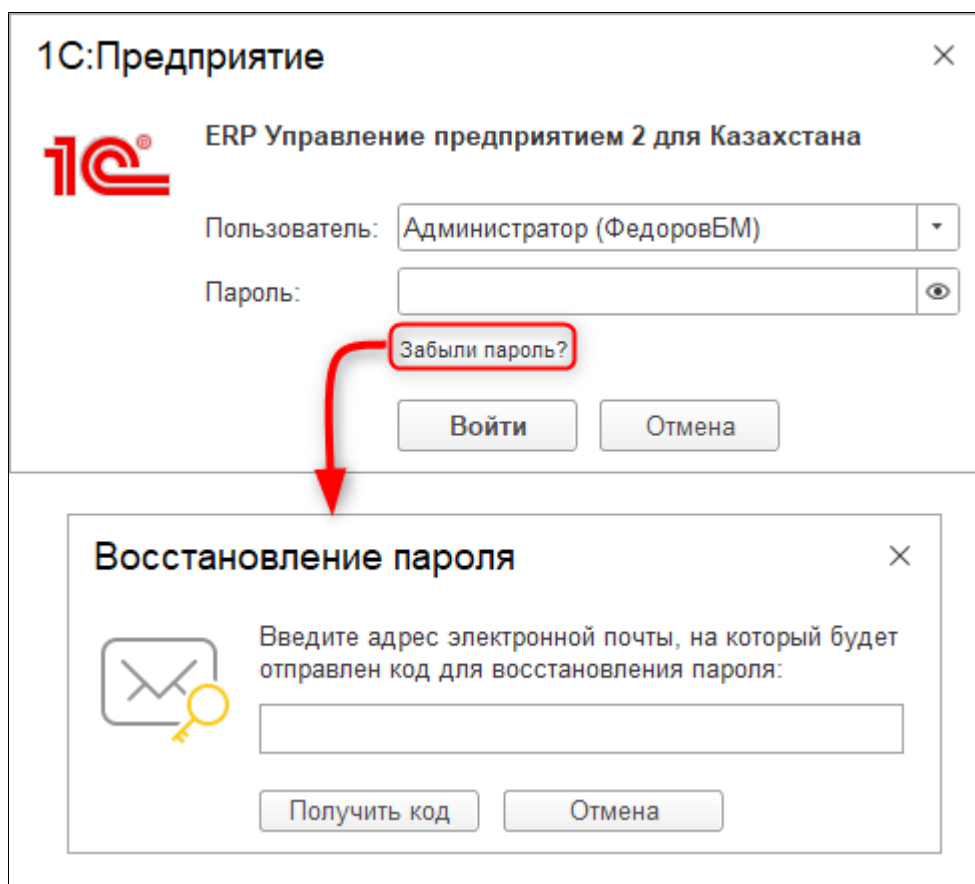 1С:Предприятие
1С®
ERP Управление предприятием 2 для Казахстана
Пользователь: Администратор (ФедоровБМ)
Пароль:
Забыли пароль?
Войти Отмена
Восстановление пароля
Введите адрес электронной почты, на который будет
отправлен код для восстановления пароля:
Получить код Отмена